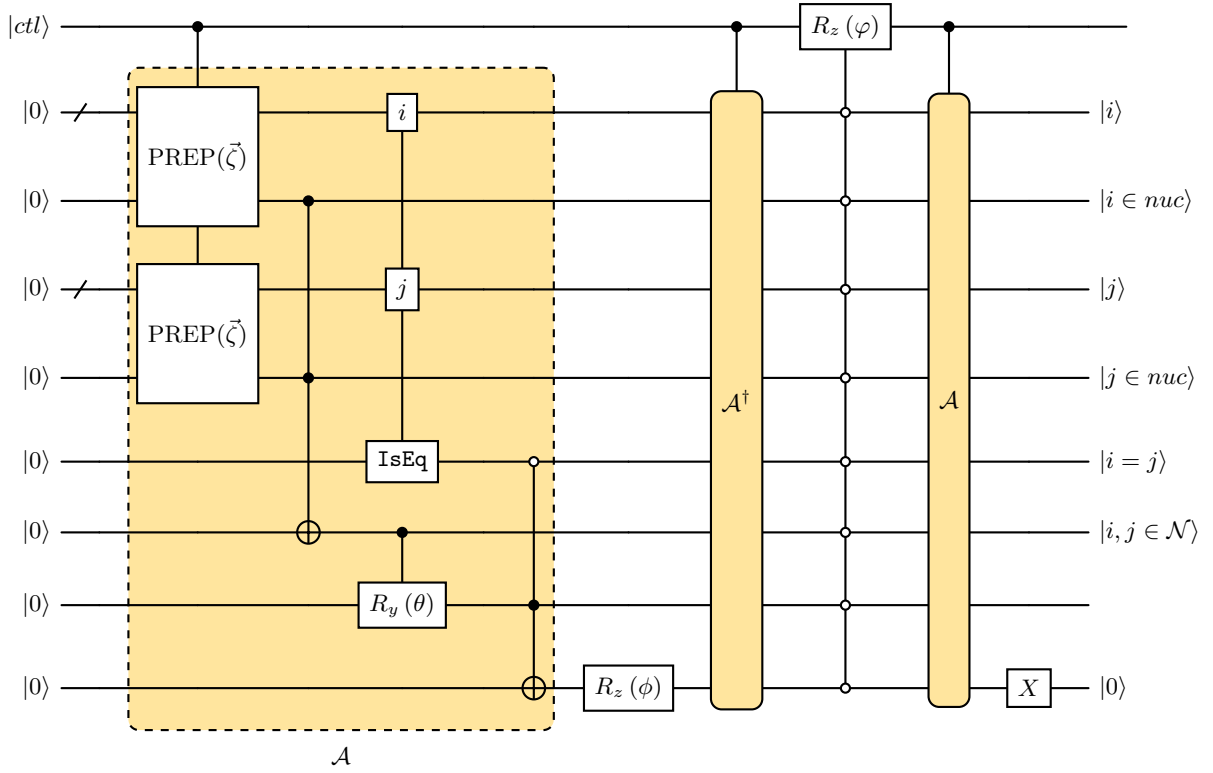 |ctl⟩ R_z (φ)
|0⟩ PREP(ζ⃗) i |i⟩
|0⟩ |i ∈ nuc⟩
|0⟩ PREP(ζ⃗) j |j⟩
|0⟩ |j ∈ nuc⟩
𝒜† 𝒜
|0⟩ IsEq |i = j⟩
|0⟩ |i, j ∈ 𝒩⟩
|0⟩ R_y (θ)
|0⟩ R_z (ϕ) X |0⟩
𝒜